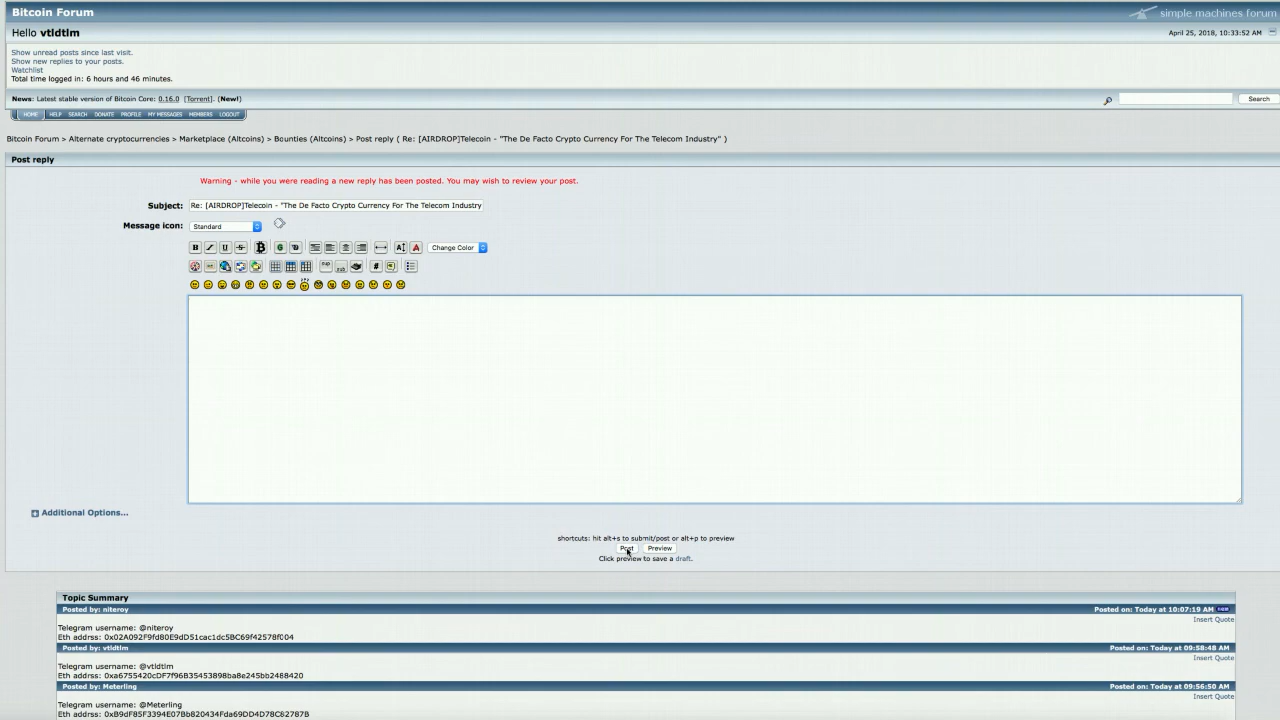 Bitcoin Forum
simple machines forum
Hello vtldtlm
April 25, 2018, 10:33:52 AM
Show unread posts since last visit.
Show new replies to your posts.
Watchlist
Total time logged in: 6 hours and 46 minutes.
News: Latest stable version of Bitcoin Core: 0.16.0 [Torrent]. (New!)
Search
HOME HELP SEARCH DONATE PROFILE MY MESSAGES MEMBERS LOGOUT
Bitcoin Forum > Alternate cryptocurrencies > Marketplace (Altcoins) > Bounties (Altcoins) > Post reply ( Re: [AIRDROP]Telecoin - "The De Facto Crypto Currency For The Telecom Industry" )
Post reply
Warning - while you were reading a new reply has been posted. You may wish to review your post.
Subject: Re: [AIRDROP]Telecoin - "The De Facto Crypto Currency For The Telecom Industry
Message icon: Standard
Change Color
Additional Options...
shortcuts: hit alt+s to submit/post or alt+p to preview
Post Preview
Click preview to save a draft.
Topic Summary
Posted by: niteroy Posted on: Today at 10:07:19 AM
Insert Quote
Telegram username: @niteroy
Eth addrss: 0x02A092F9fd80E9dD51cac1dc5BC69f42578f0D4
Posted by: vtldtlm Posted on: Today at 09:58:48 AM
Insert Quote
Telegram username: @vtldtlm
Eth addrss: 0xa6755420cDF7f96B35453898ba8e245bb2488420
Posted by: Meterling Posted on: Today at 09:56:50 AM
Insert Quote
Telegram username: @Meterling
Eth addrss: 0xB9dF85F3394E07Bb820434Fda69DD4D78C82787B